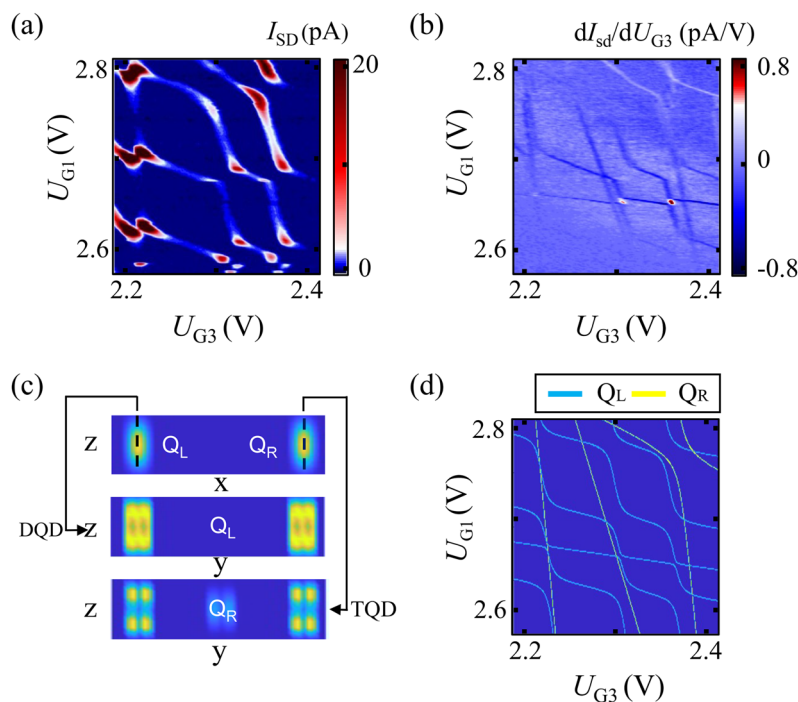 (a)
I_SD (pA)
20
0
2.8
2.6
U_G1 (V)
2.2
2.4
U_G3 (V)
(b)
dI_sd/dU_G3 (pA/V)
0.8
0
-0.8
2.8
2.6
U_G1 (V)
2.2
2.4
U_G3 (V)
(c)
z
Q_L
Q_R
x
DQD
z
Q_L
y
z
Q_R
TQD
y
(d)
Q_L
Q_R
2.8
2.6
U_G1 (V)
2.2
2.4
U_G3 (V)